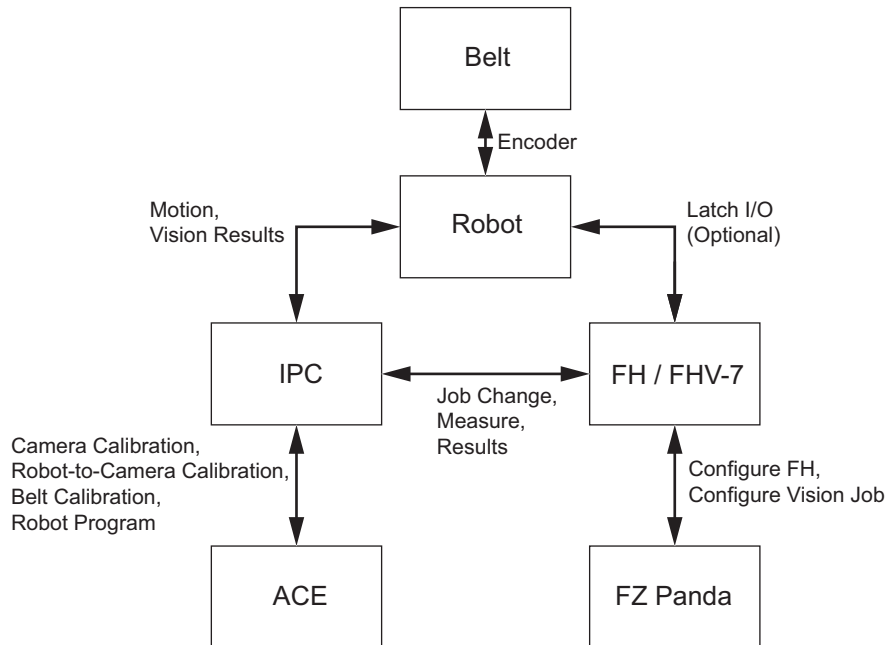 Belt
Encoder
Motion,
Vision Results
Robot
Latch I/O
(Optional)
IPC
FH / FHV-7
Job Change,
Measure,
Results
Camera Calibration,
Robot-to-Camera Calibration,
Belt Calibration,
Robot Program
Configure FH,
Configure Vision Job
ACE
FZ Panda